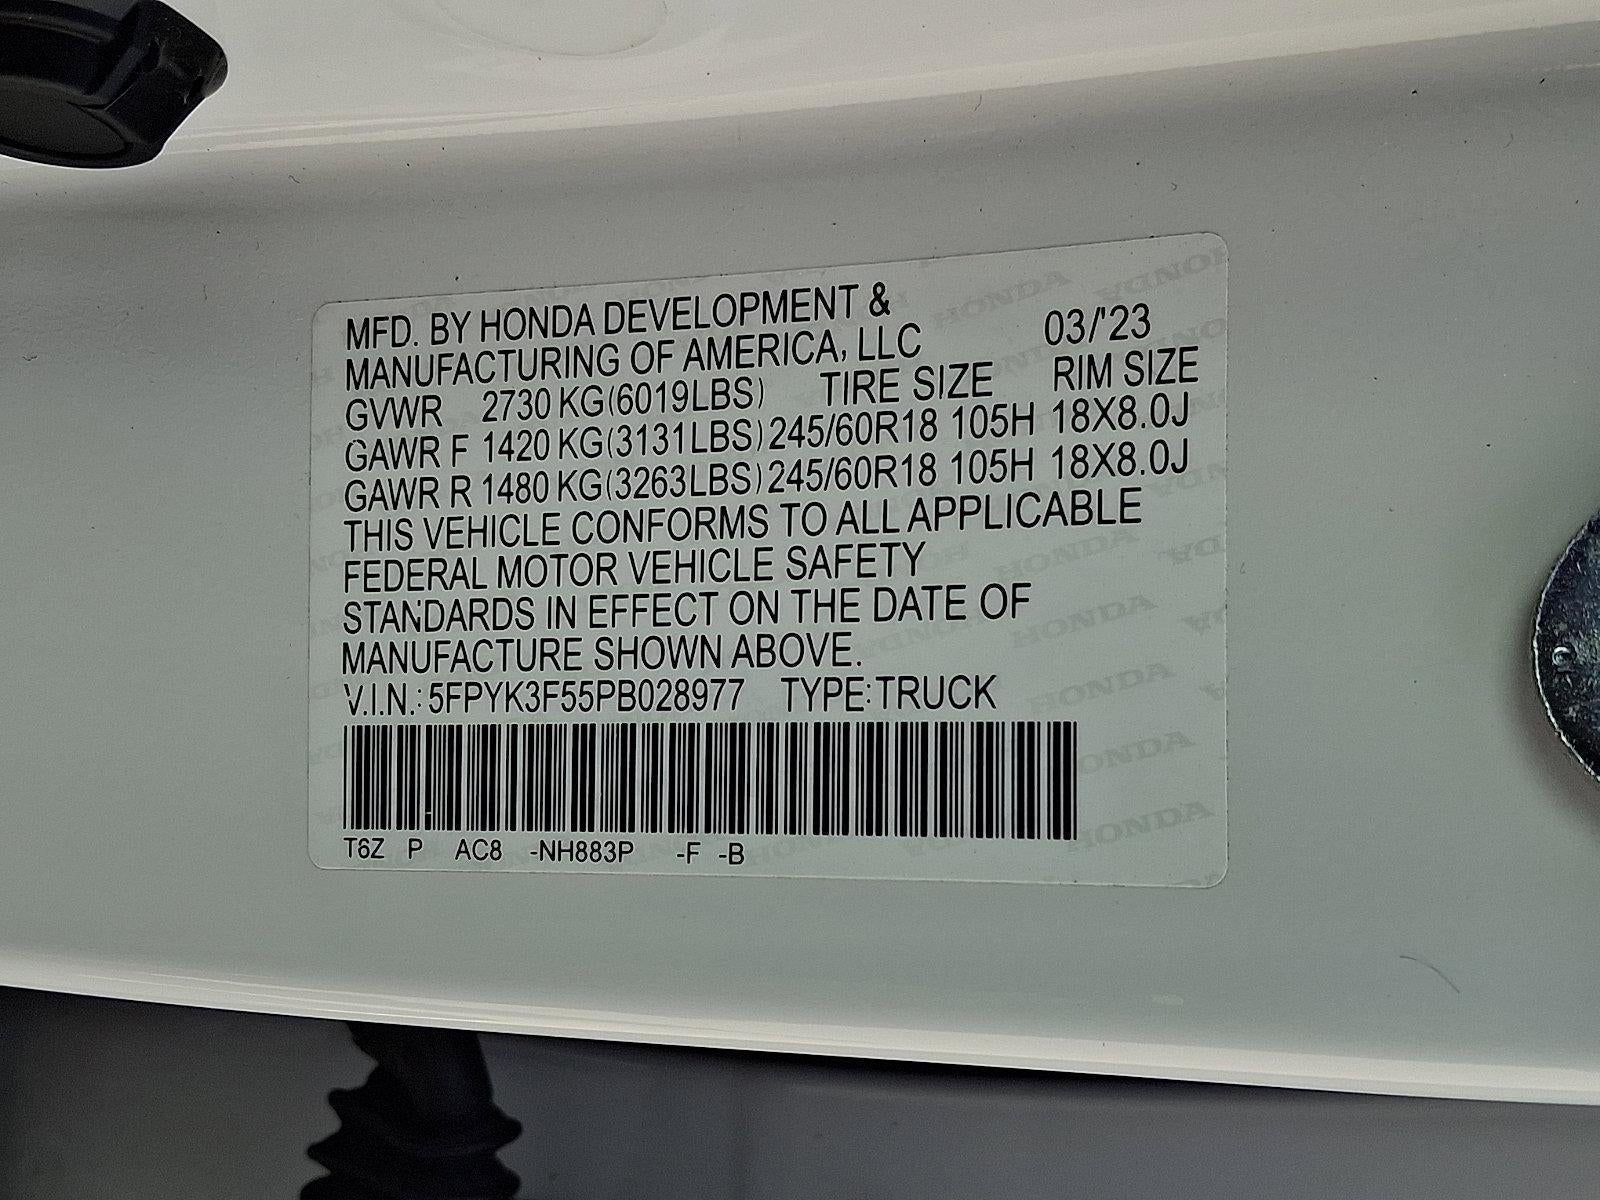 MFD. BY HONDA DEVELOPMENT &
MANUFACTURING OF AMERICA, LLC 03/'23
GVWR 2730 KG(6019LBS) TIRE SIZE RIM SIZE
GAWR F 1420 KG(3131LBS) 245/60R18 105H 18X8.0J
GAWR R 1480 KG(3263LBS) 245/60R18 105H 18X8.0J
THIS VEHICLE CONFORMS TO ALL APPLICABLE
FEDERAL MOTOR VEHICLE SAFETY
STANDARDS IN EFFECT ON THE DATE OF
MANUFACTURE SHOWN ABOVE.
V.I.N.: 5FPYK3F55PB028977 TYPE: TRUCK
T6Z P AC8 -NH883P -F -B